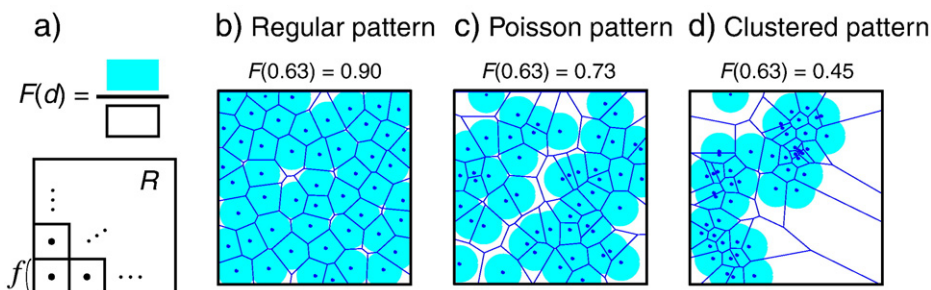 a)
F(d) =
R
f(
b) Regular pattern
F(0.63) = 0.90
c) Poisson pattern
F(0.63) = 0.73
d) Clustered pattern
F(0.63) = 0.45